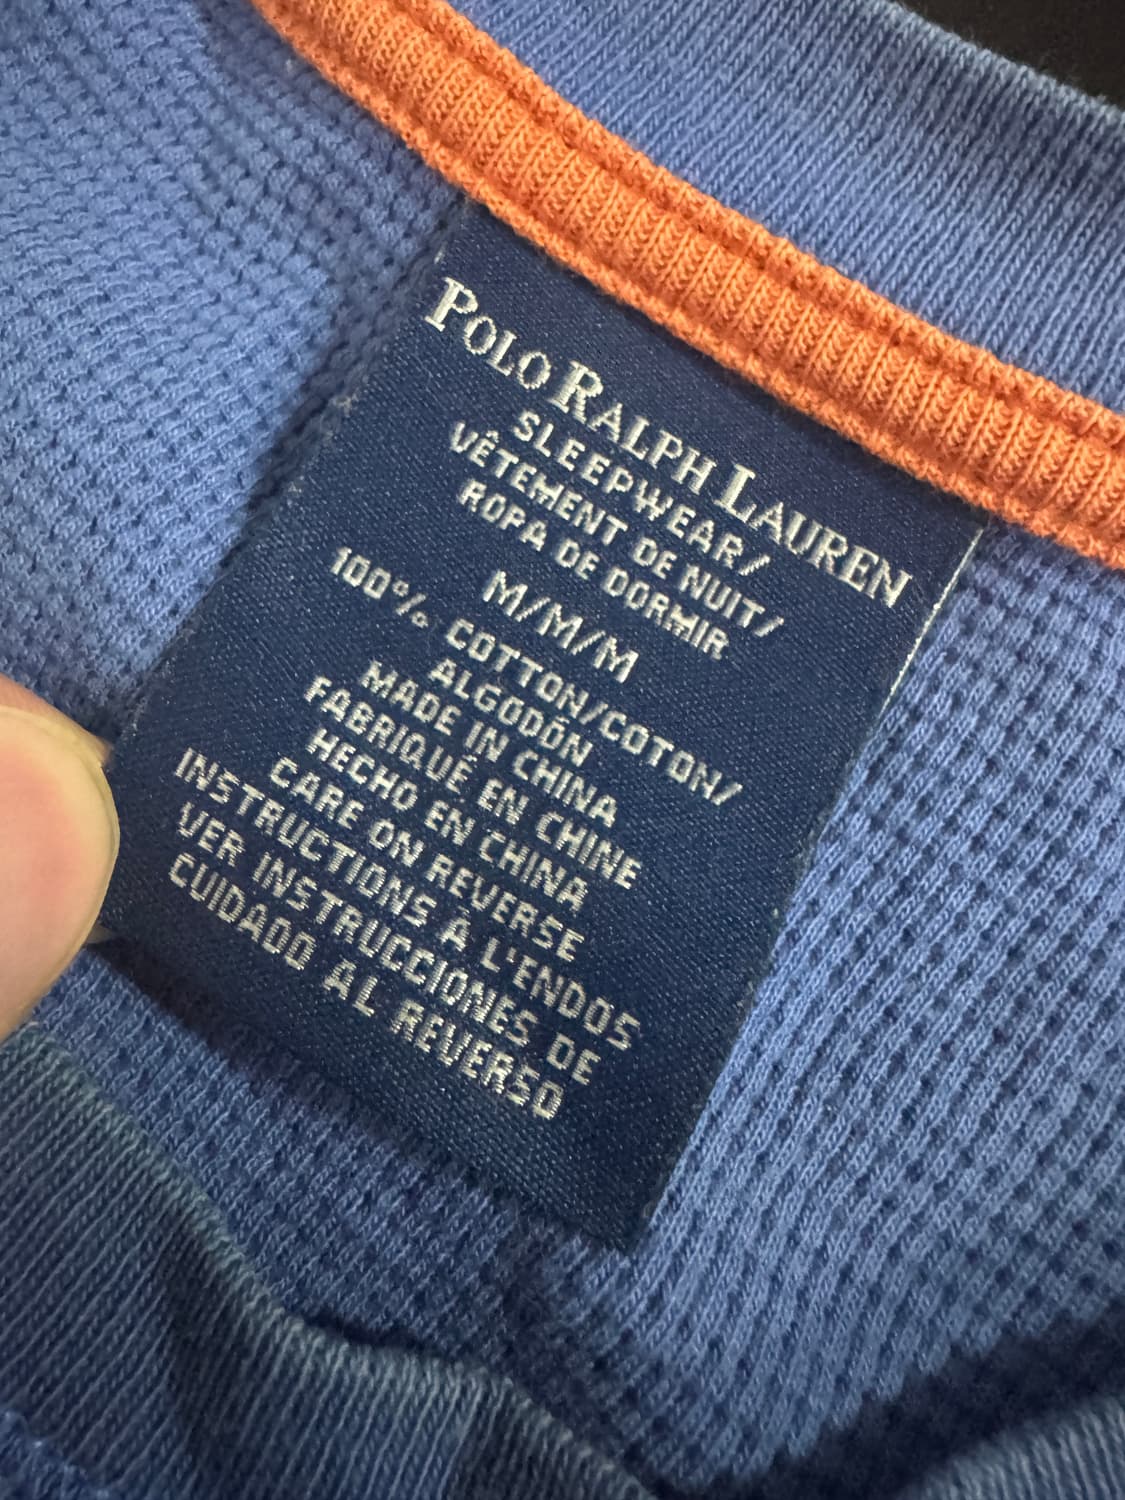 POLO RALPH LAUREN
SLEEPWEAR/
VÊTEMENT DE NUIT/
ROPA DE DORMIR
M/M/M
100% COTTON/COTON/
ALGODÓN
MADE IN CHINA
FABRIQUÉ EN CHINE
HECHO EN CHINA
CARE ON REVERSE
INSTRUCTIONS À L'ENDOS
VER INSTRUCCIONES DE
CUIDADO AL REVERSO